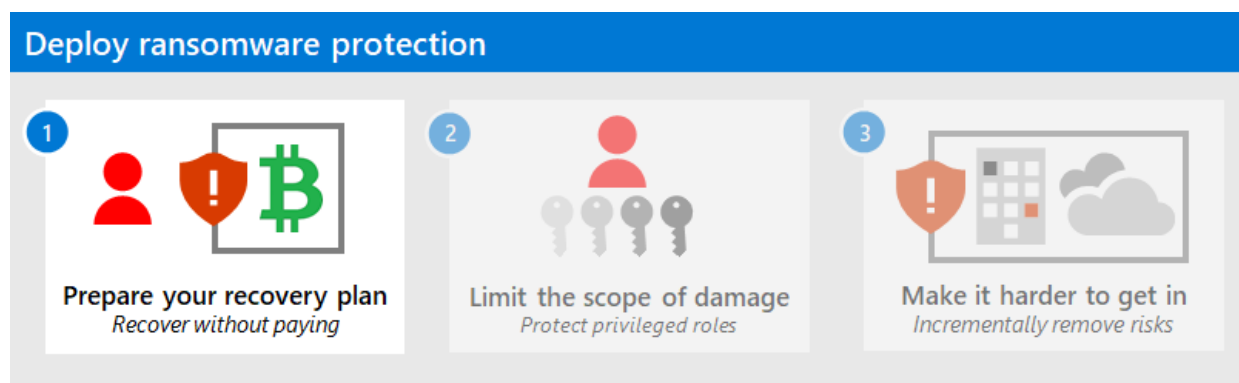 Deploy ransomware protection
1
Prepare your recovery plan
Recover without paying
2
Limit the scope of damage
Protect privileged roles
3
Make it harder to get in
Incrementally remove risks